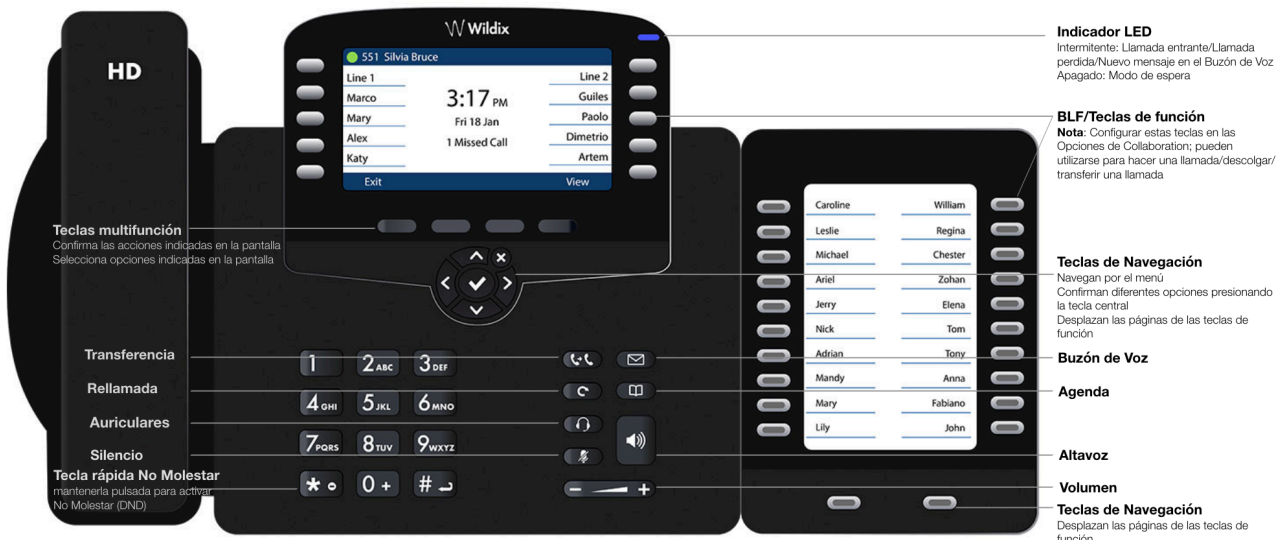 Wildix
HD
551 Silvia Bruce
Line 1
Line 2
Marco
3:17 PM
Guiles
Mary
Fri 18 Jan
Paolo
Alex
1 Missed Call
Dimetrio
Katy
Artem
Exit
View
Indicador LED
Intermitente: Llamada entrante/Llamada
perdida/Nuevo mensaje en el Buzón de Voz
Apagado: Modo de espera
BLF/Teclas de función
Nota: Configurar estas teclas en las
Opciones de Collaboration; pueden
utilizarse para hacer una llamada/descolgar/
transferir una llamada
Teclas multifunción
Confirma las acciones indicadas en la pantalla
Selecciona opciones indicadas en la pantalla
Caroline
William
Leslie
Regina
Michael
Chester
Ariel
Zohan
Jerry
Elena
Nick
Tom
Adrian
Tony
Mandy
Anna
Mary
Fabiano
Lily
John
Teclas de Navegación
Navegan por el menú
Confirman diferentes opciones presionando
la tecla central
Desplazan las páginas de las teclas de
función
Transferencia
Rellamada
Auriculares
Silencio
Tecla rápida No Molestar
mantenerla pulsada para activar
No Molestar (DND)
1
2 ABC
3 DEF
4 GHI
5 JKL
6 MNO
7 PQRS
8 TUV
9 WXYZ
*
0 +
#
- +
Buzón de Voz
Agenda
Altavoz
Volumen
Teclas de Navegación
Desplazan las páginas de las teclas de
función